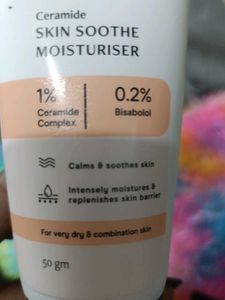 Ceramide
SKIN SOOTHE
MOISTURISER
1%
Ceramide
Complex
0.2%
Bisabolol
Calms & soothes skin
Intensely moistures &
replenishes skin barrier
For very dry & combination skin
50 gm